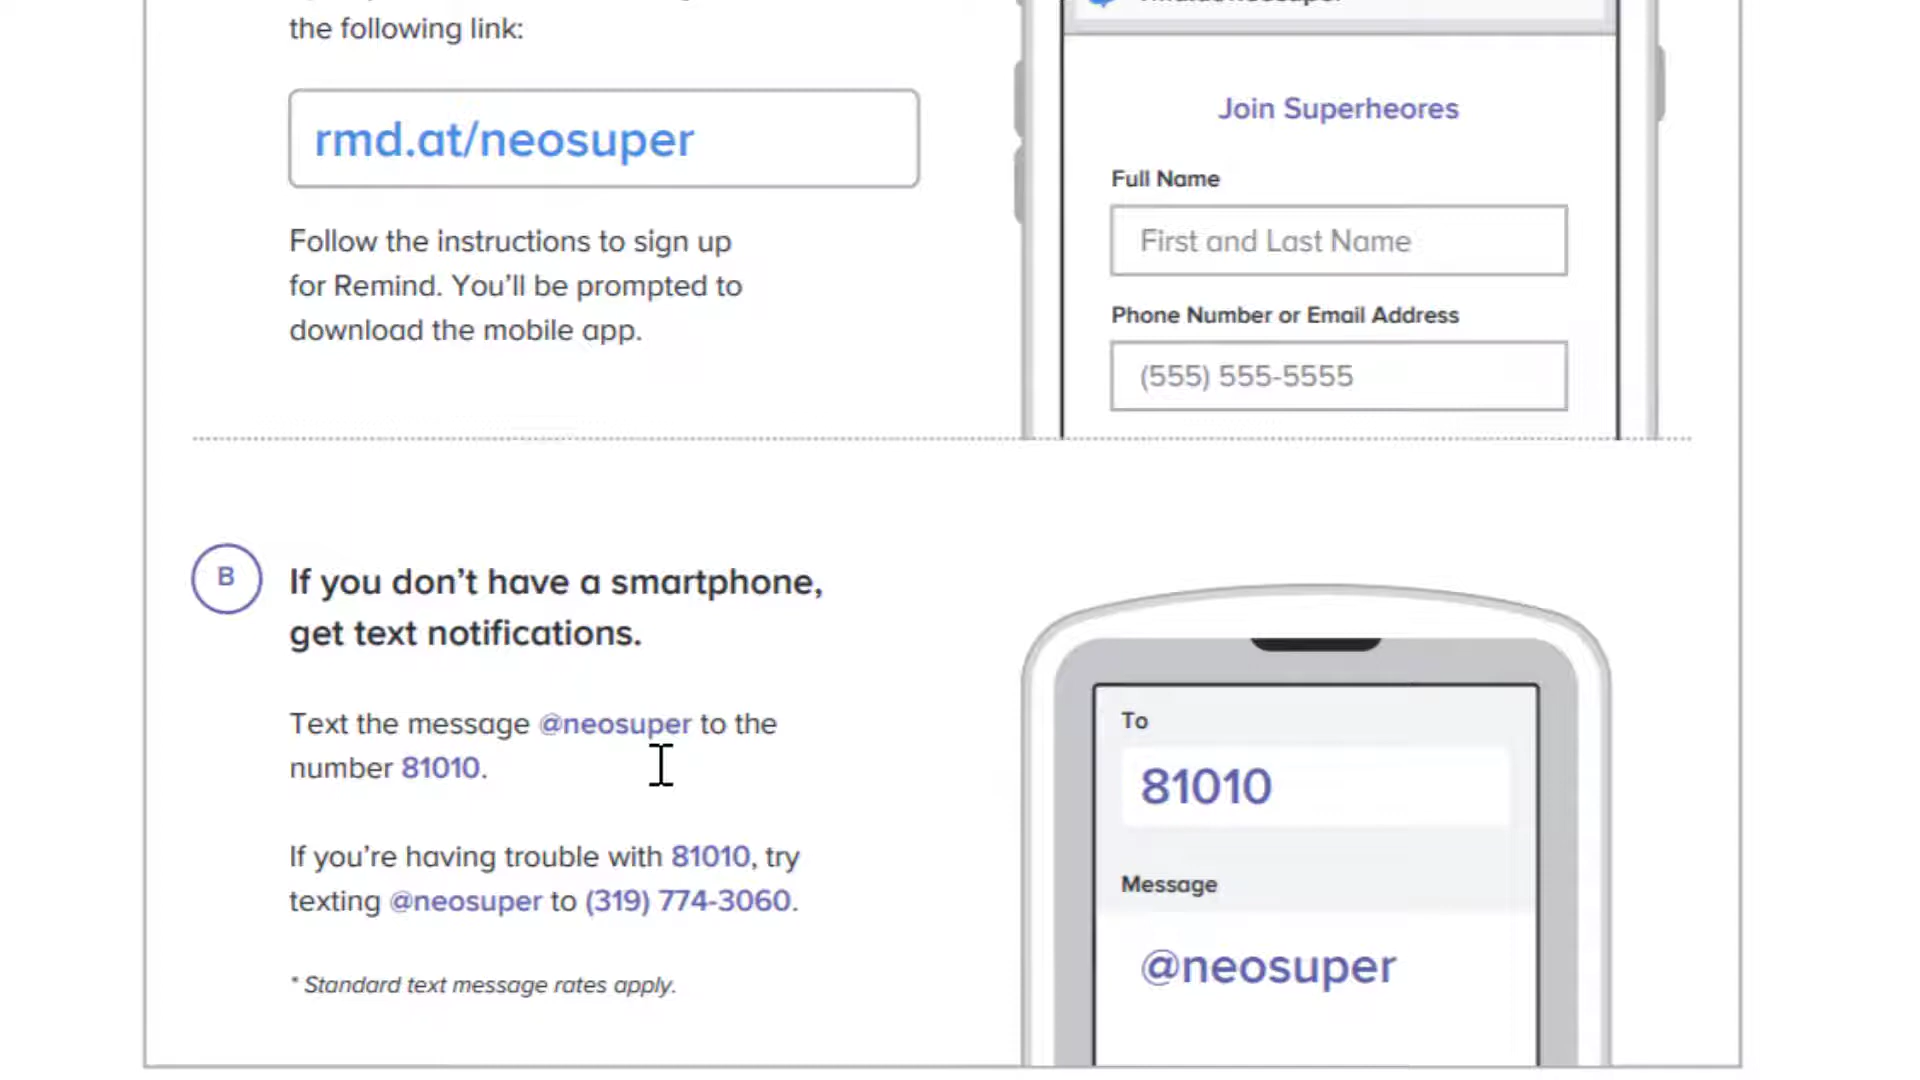 the following link:
rmd.at/neosuper
Follow the instructions to sign up
for Remind. You'll be prompted to
download the mobile app.
Join Superheores
Full Name
First and Last Name
Phone Number or Email Address
(555) 555-5555
B
If you don't have a smartphone,
get text notifications.
Text the message @neosuper to the
number 81010.
If you're having trouble with 81010, try
texting @neosuper to (319) 774-3060.
* Standard text message rates apply.
To
81010
Message
@neosuper